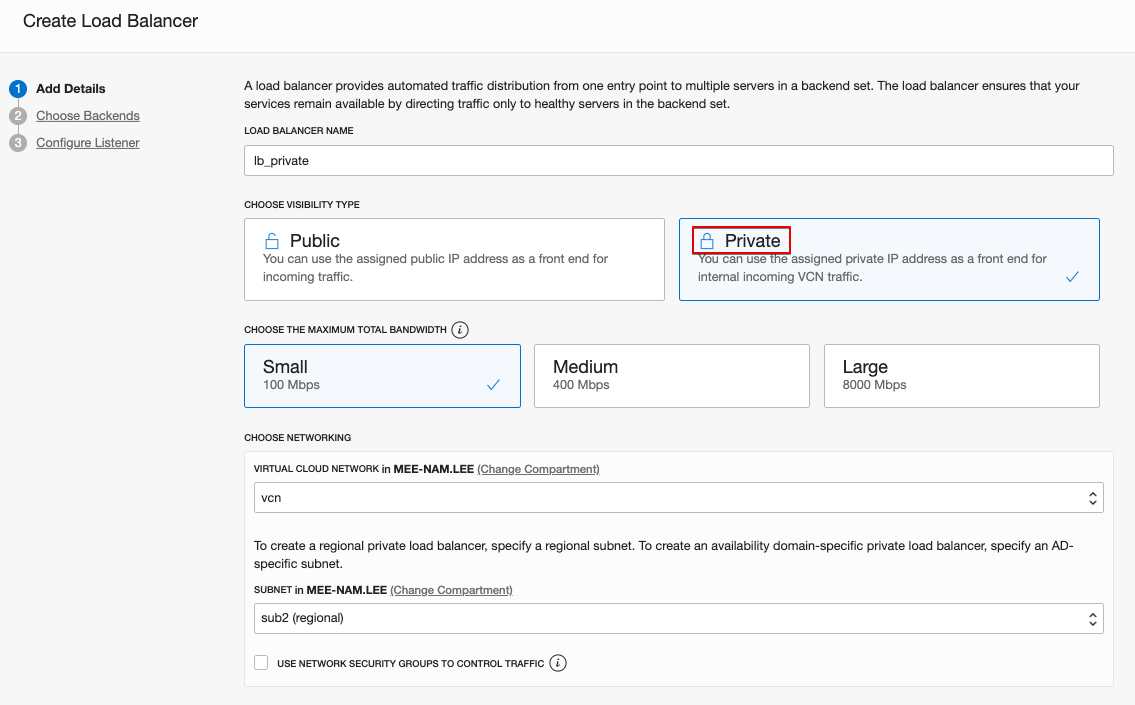 Create Load Balancer
1 Add Details
2 Choose Backends
3 Configure Listener
A load balancer provides automated traffic distribution from one entry point to multiple servers in a backend set. The load balancer ensures that your
services remain available by directing traffic only to healthy servers in the backend set.
LOAD BALANCER NAME
lb_private
CHOOSE VISIBILITY TYPE
Public
You can use the assigned public IP address as a front end for
incoming traffic.
Private
You can use the assigned private IP address as a front end for
internal incoming VCN traffic.
CHOOSE THE MAXIMUM TOTAL BANDWIDTH i
Small
100 Mbps
Medium
400 Mbps
Large
8000 Mbps
CHOOSE NETWORKING
VIRTUAL CLOUD NETWORK in MEE-NAM.LEE (Change Compartment)
vcn
To create a regional private load balancer, specify a regional subnet. To create an availability domain-specific private load balancer, specify an AD-
specific subnet.
SUBNET in MEE-NAM.LEE (Change Compartment)
sub2 (regional)
USE NETWORK SECURITY GROUPS TO CONTROL TRAFFIC i